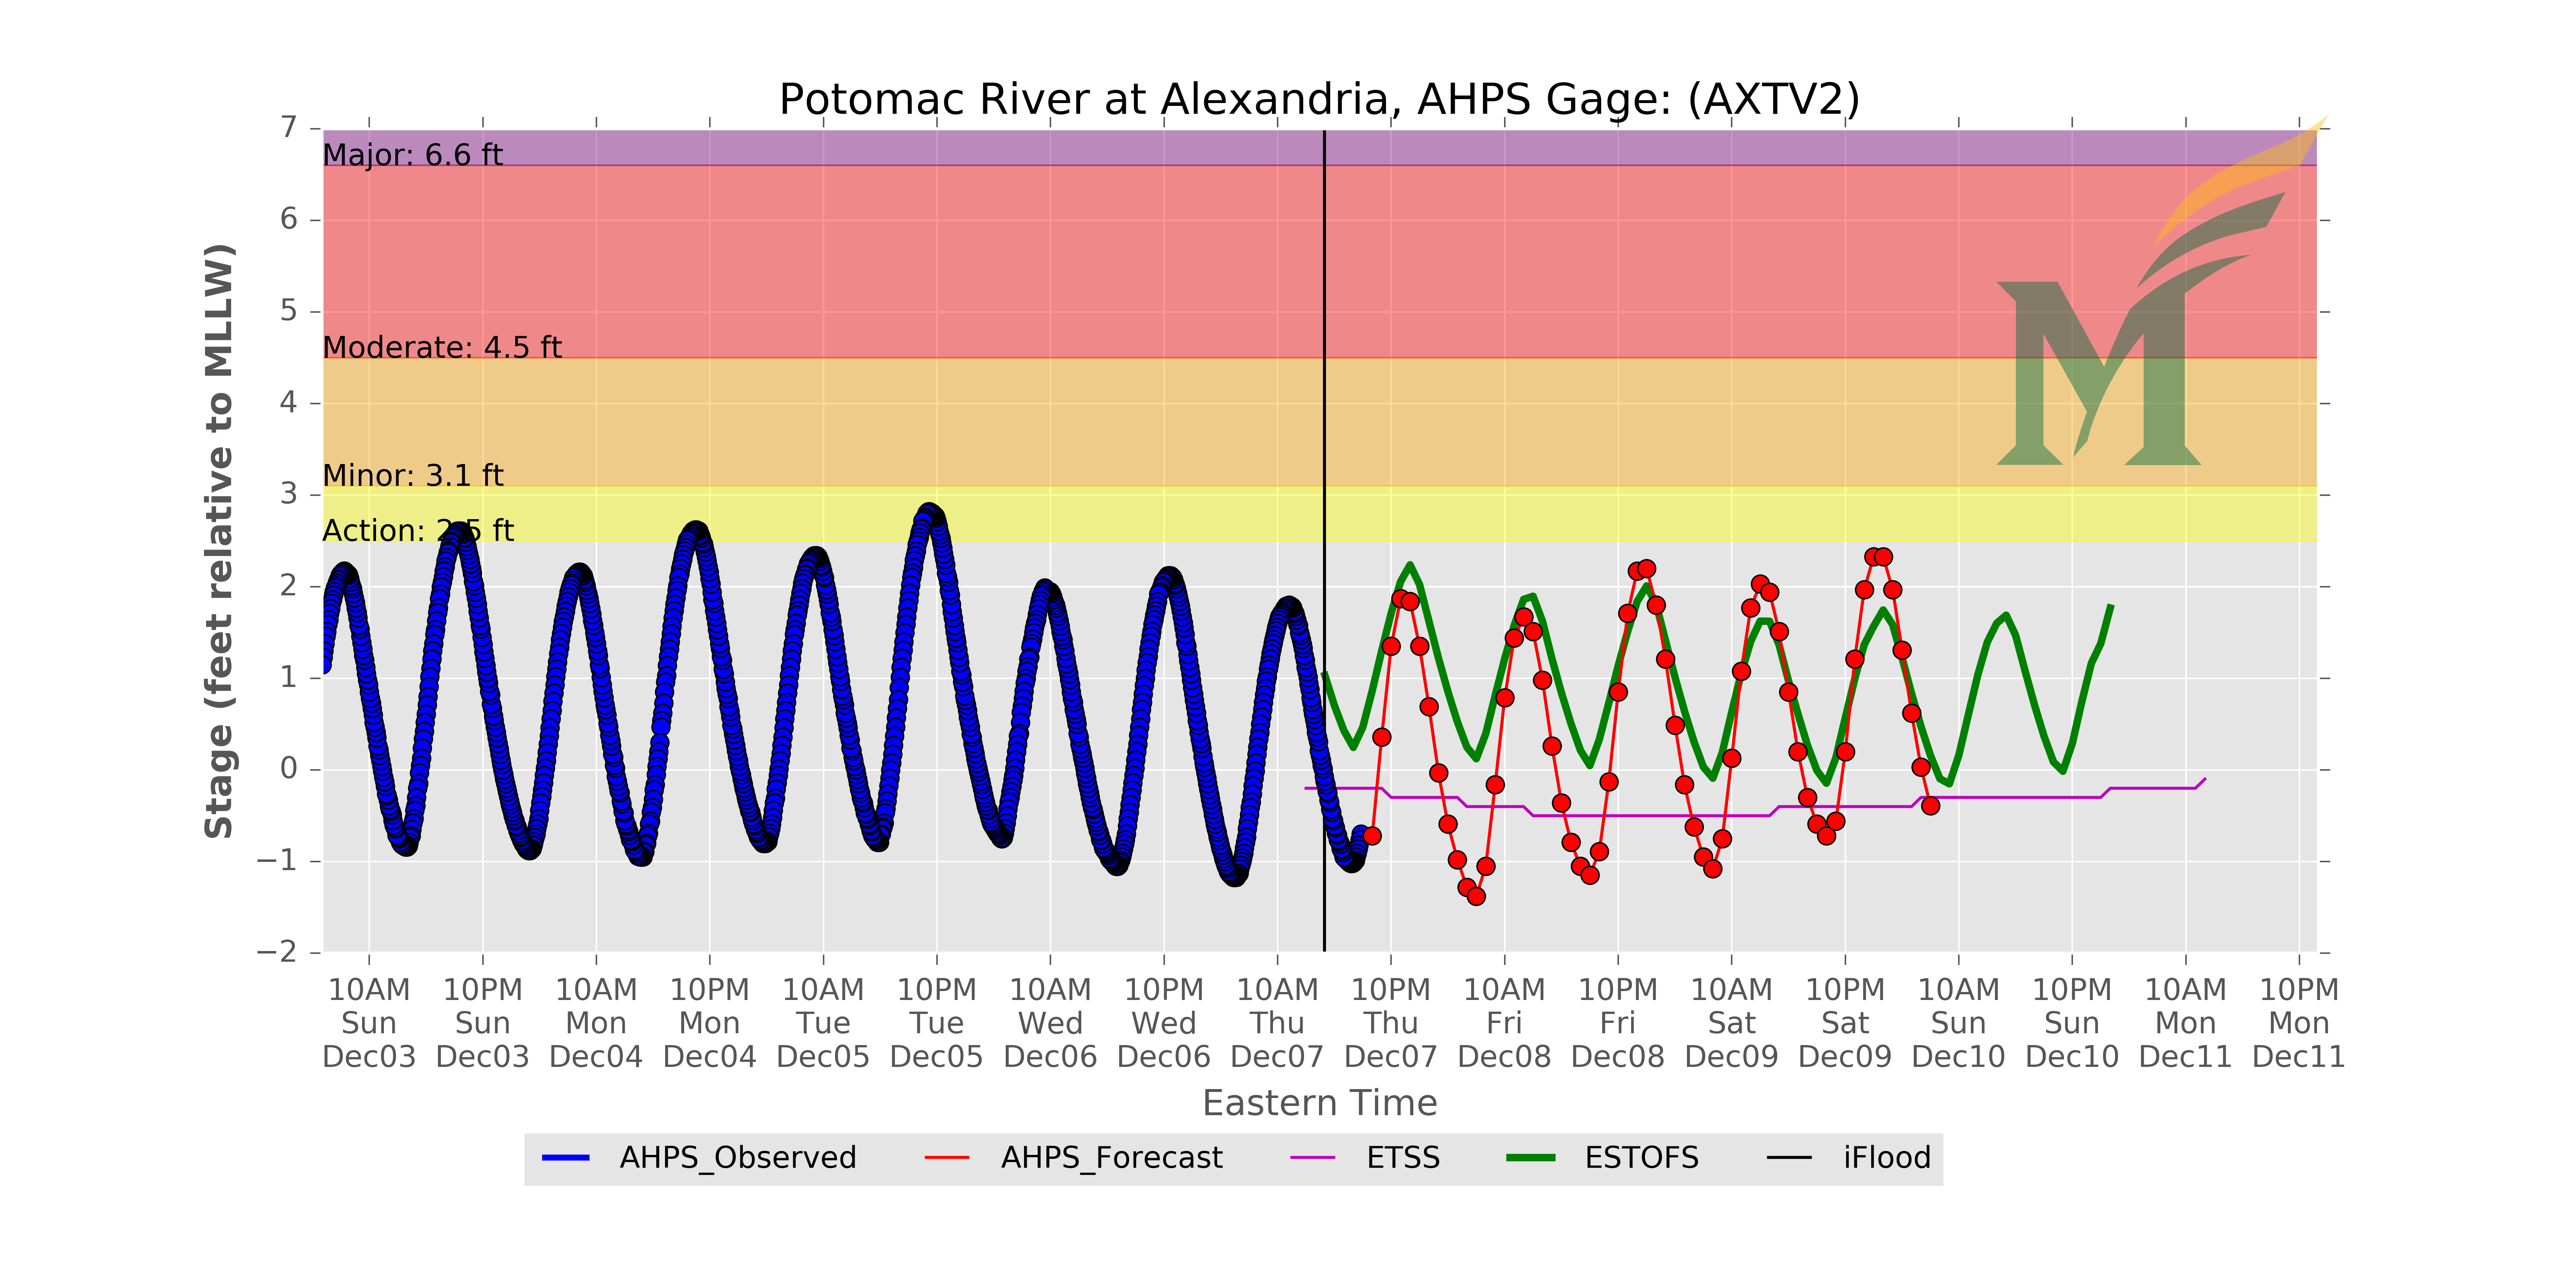 Potomac River at Alexandria, AHPS Gage: (AXTV2)
Stage (feet relative to MLLW)
7
6
5
4
3
2
1
0
−1
−2
Major: 6.6 ft
Moderate: 4.5 ft
Minor: 3.1 ft
Action: 2.5 ft
M
10AM 10PM 10AM 10PM 10AM 10PM 10AM 10PM 10AM 10PM 10AM 10PM 10AM 10PM 10AM 10PM 10AM 10PM
Sun Sun Mon Mon Tue Tue Wed Wed Thu Thu Fri Fri Sat Sat Sun Sun Mon Mon
Dec03 Dec03 Dec04 Dec04 Dec05 Dec05 Dec06 Dec06 Dec07 Dec07 Dec08 Dec08 Dec09 Dec09 Dec10 Dec10 Dec11 Dec11
Eastern Time
AHPS_Observed AHPS_Forecast ETSS ESTOFS iFlood